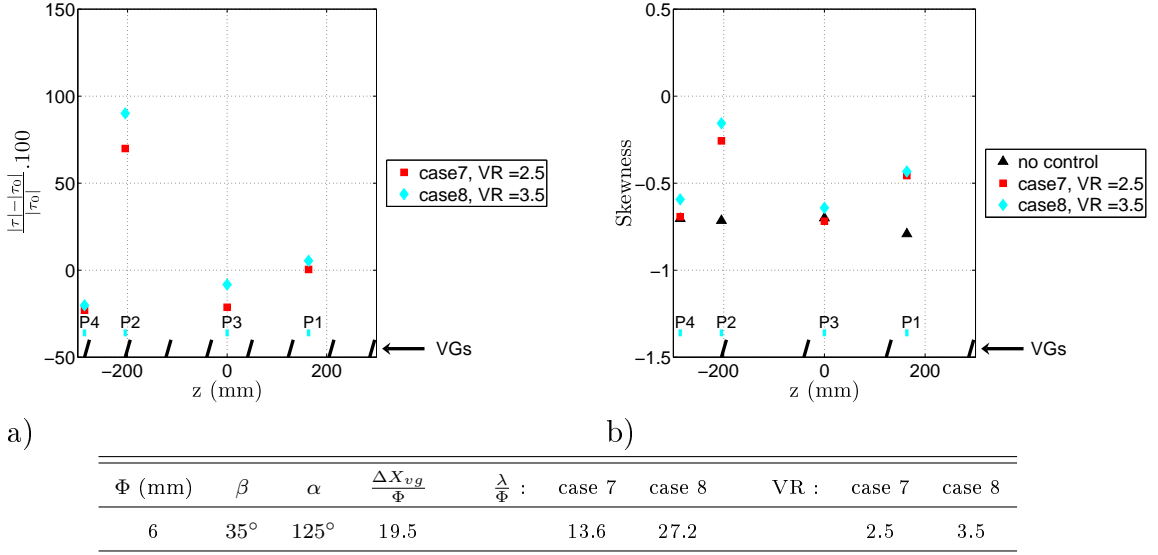 150
100
50
0
−50
|τ|−|τ₀| / |τ₀| .100
P4 P2 P3 P1
−200 0 200
z (mm)
VGs
case7, VR =2.5
case8, VR =3.5
a)
0.5
0
−0.5
−1
−1.5
Skewness
P4 P2 P3 P1
−200 0 200
z (mm)
VGs
no control
case7, VR =2.5
case8, VR =3.5
b)
Φ (mm) β α ΔX_vg/Φ λ/Φ : case 7 case 8 VR : case 7 case 8
6 35° 125° 19.5 13.6 27.2 2.5 3.5